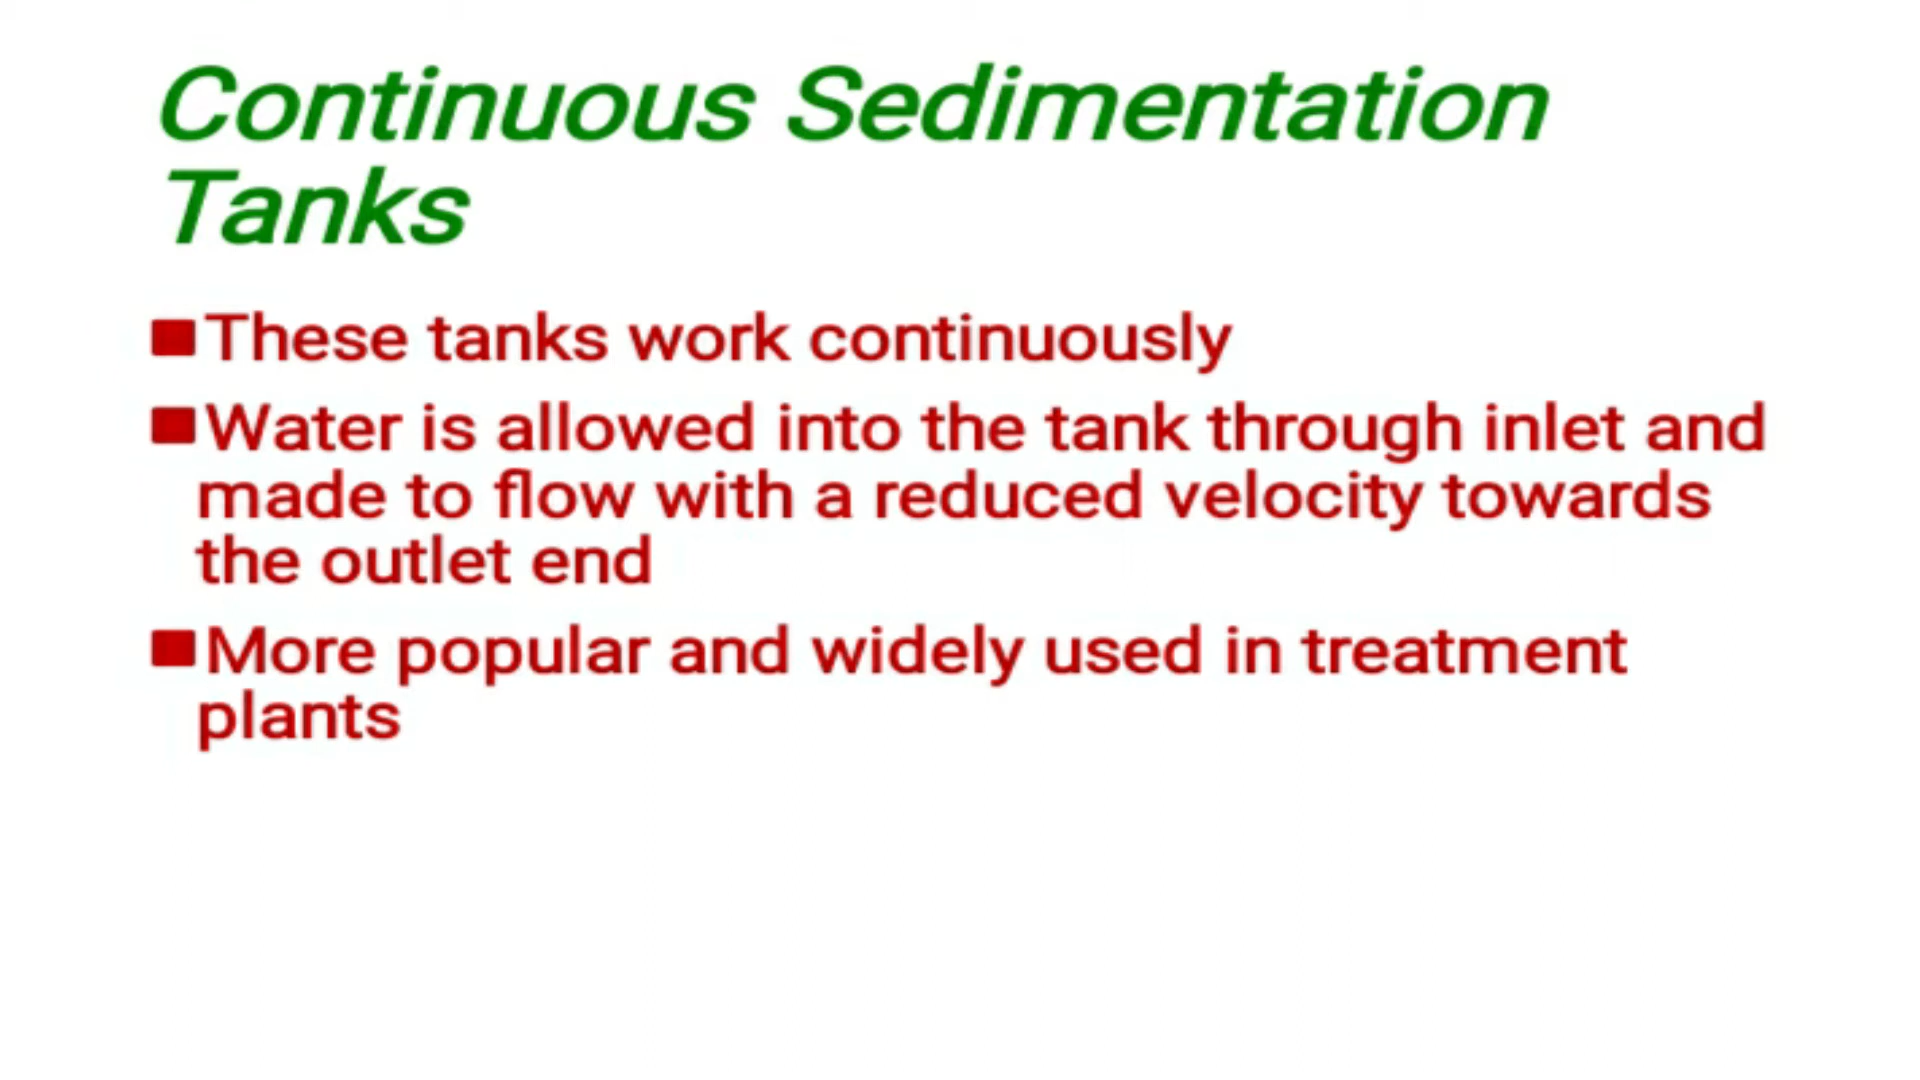 Continuous Sedimentation
Tanks
These tanks work continuously
Water is allowed into the tank through inlet and
made to flow with a reduced velocity towards
the outlet end
More popular and widely used in treatment
plants